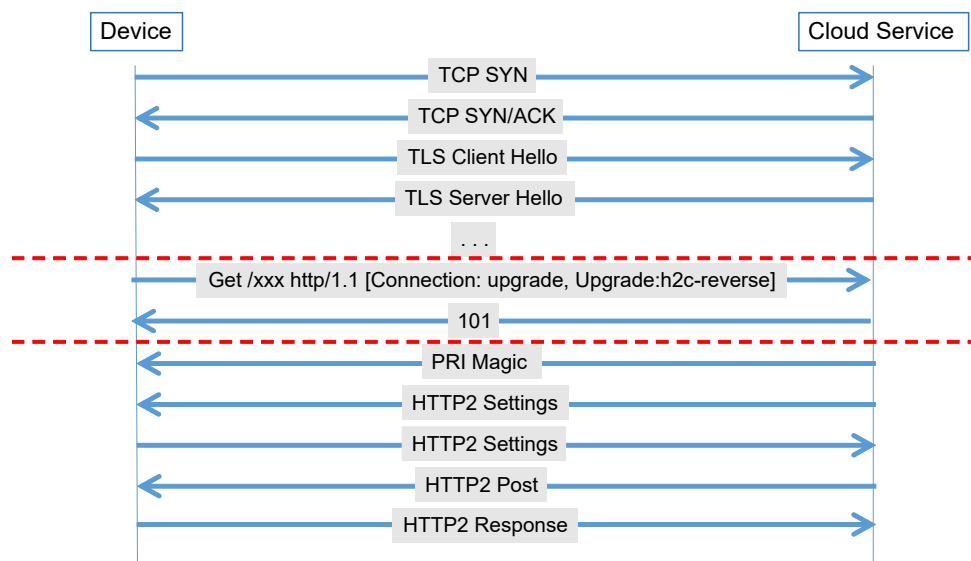 Device
Cloud Service
TCP SYN
TCP SYN/ACK
TLS Client Hello
TLS Server Hello
. . .
Get /xxx http/1.1 [Connection: upgrade, Upgrade:h2c-reverse]
101
PRI Magic
HTTP2 Settings
HTTP2 Settings
HTTP2 Post
HTTP2 Response